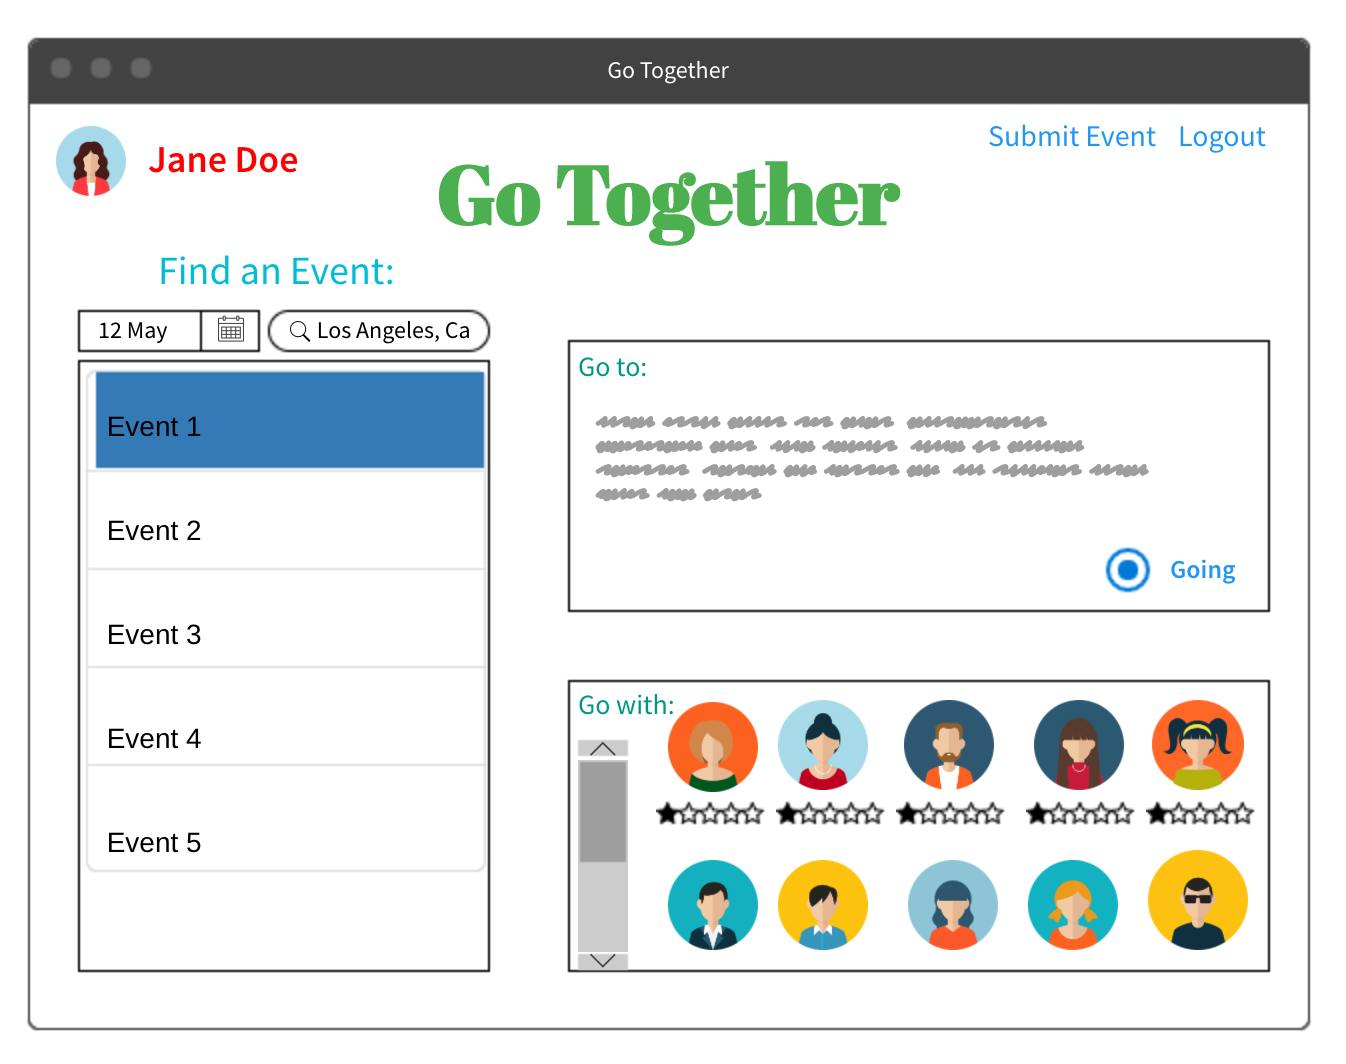 Go Together
Jane Doe
Submit Event Logout
Go Together
Find an Event:
12 May
Los Angeles, Ca
Event 1
Event 2
Event 3
Event 4
Event 5
Go to:
Going
Go with: